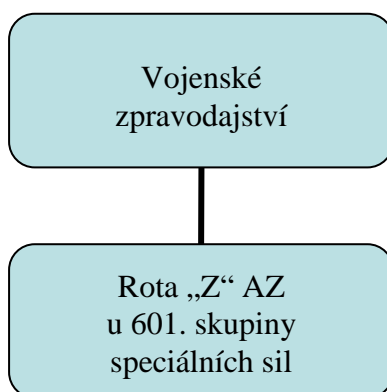 Vojenské
zpravodajství
Rota „Z“ AZ
u 601. skupiny
speciálních sil